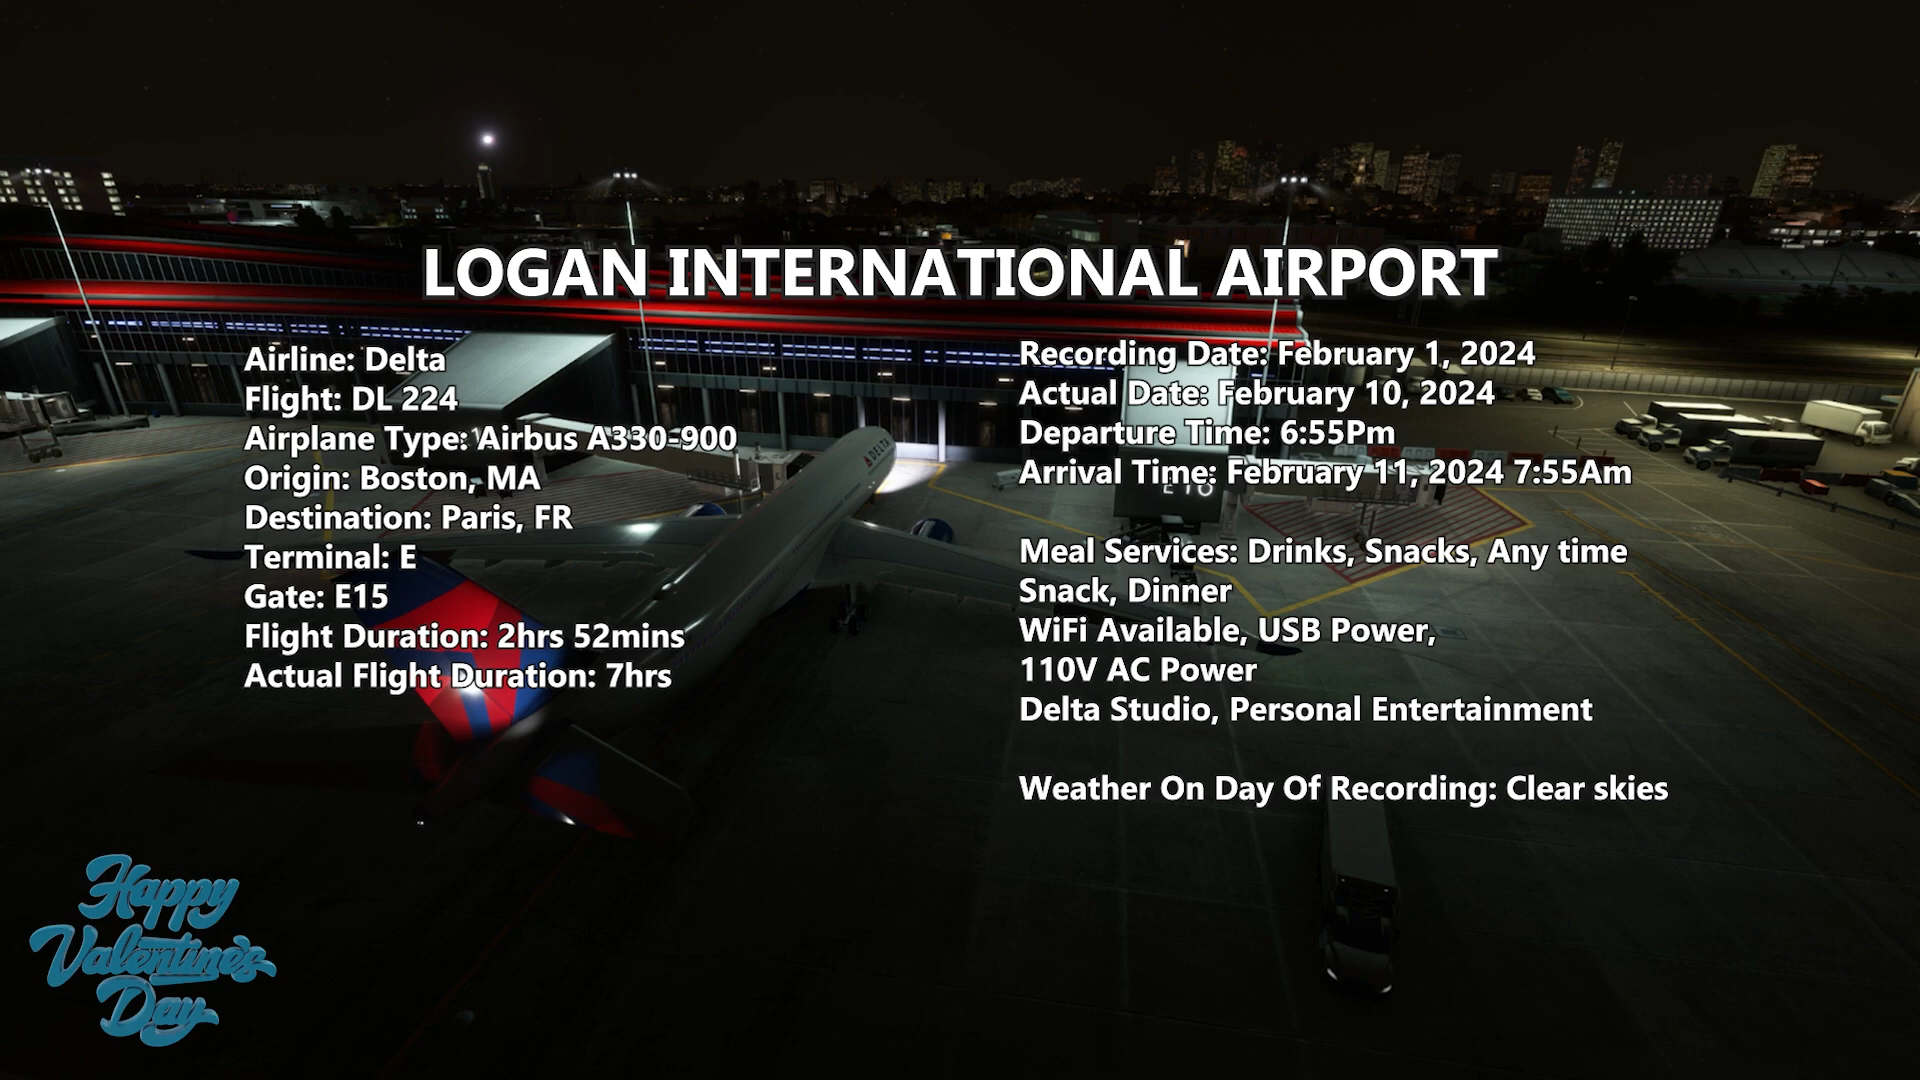 LOGAN INTERNATIONAL AIRPORT
Airline: Delta
Flight: DL 224
Airplane Type: Airbus A330-900
Origin: Boston, MA
Destination: Paris, FR
Terminal: E
Gate: E15
Flight Duration: 2hrs 52mins
Actual Flight Duration: 7hrs
Recording Date: February 1, 2024
Actual Date: February 10, 2024
Departure Time: 6:55Pm
Arrival Time: February 11, 2024 7:55Am
Meal Services: Drinks, Snacks, Any time
Snack, Dinner
WiFi Available, USB Power,
110V AC Power
Delta Studio, Personal Entertainment
Weather On Day Of Recording: Clear skies
DELTA
Happy
Valentine's
Day